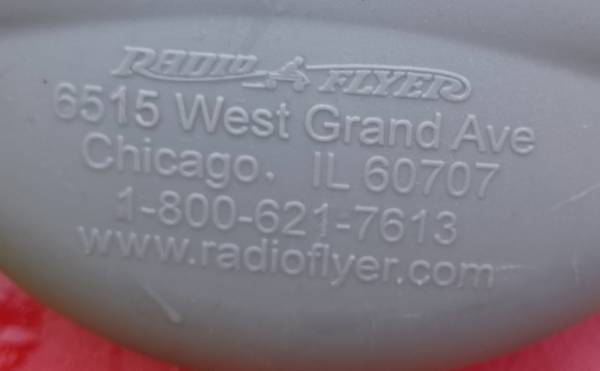 RADIO FLYER
6515 West Grand Ave
Chicago, IL 60707
1-800-621-7613
www.radioflyer.com